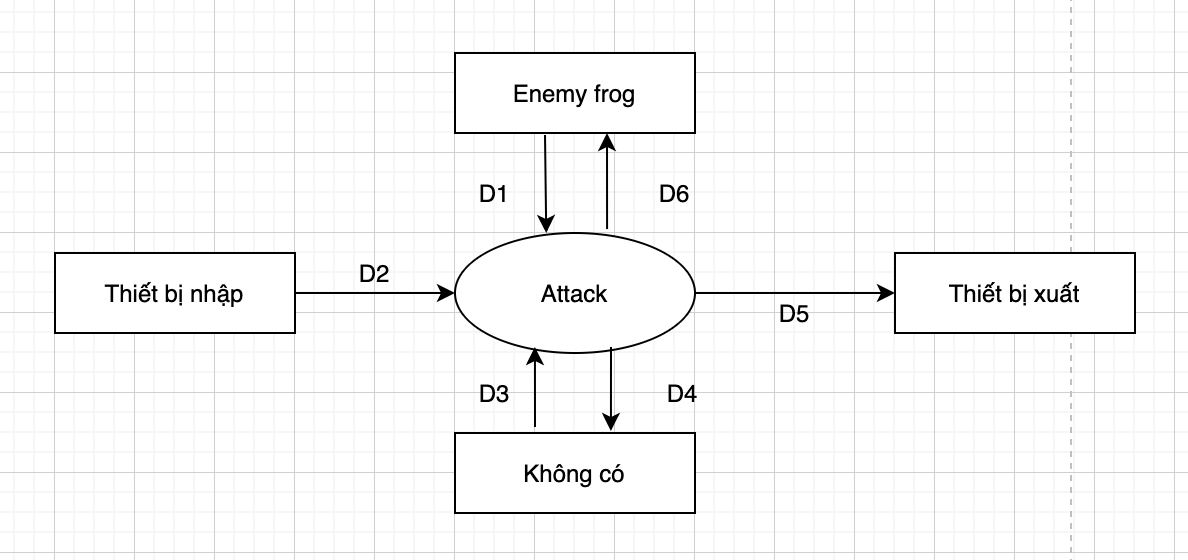 Enemy frog
D1
D6
Thiết bị nhập
D2
Attack
D5
Thiết bị xuất
D3
D4
Không có